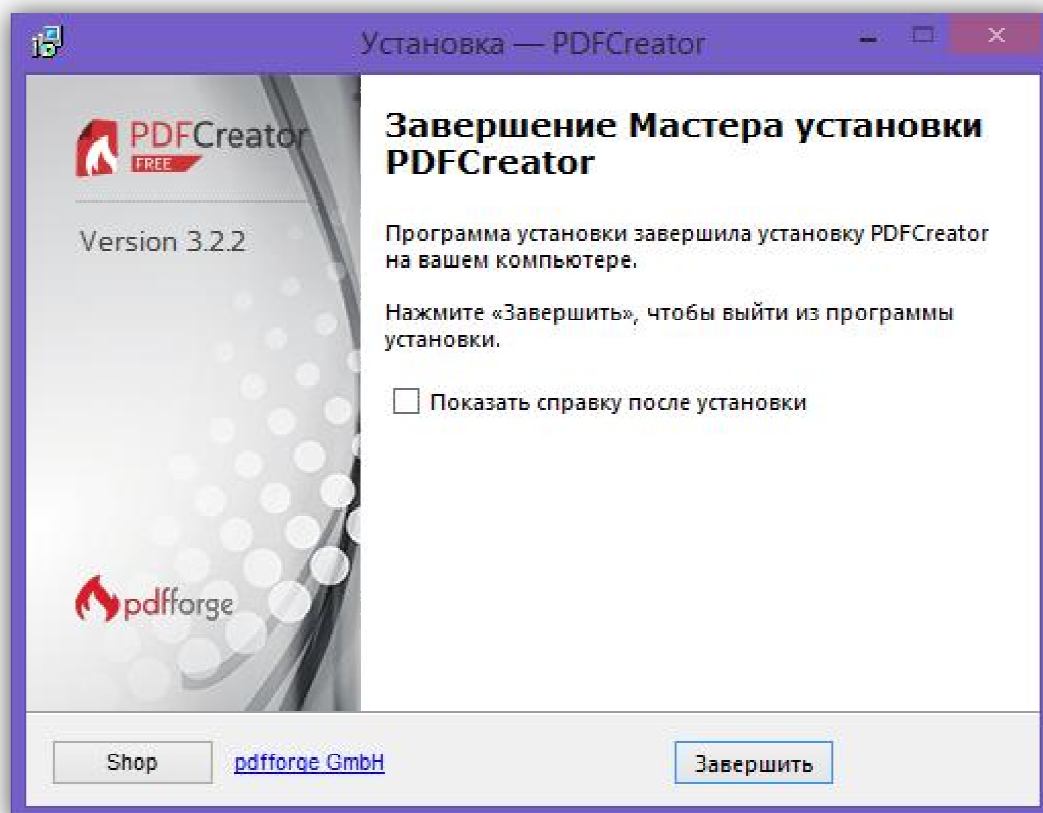 Установка — PDFCreator
PDFCreator
FREE
Version 3.2.2
pdfforge
Завершение Мастера установки
PDFCreator
Программа установки завершила установку PDFCreator
на вашем компьютере.
Нажмите «Завершить», чтобы выйти из программы
установки.
Показать справку после установки
Shop
pdfforge GmbH
Завершить